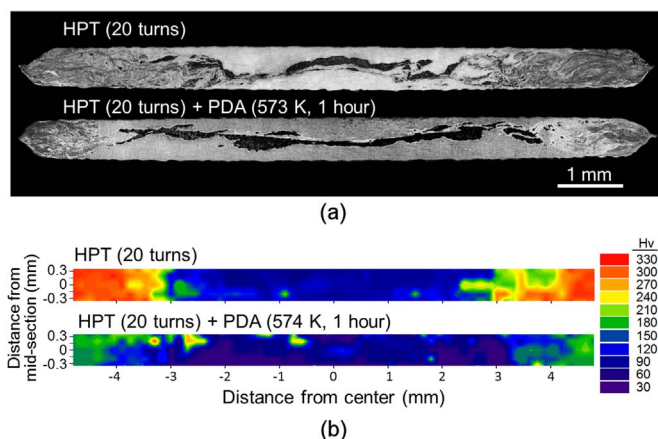 HPT (20 turns)
HPT (20 turns) + PDA (573 K, 1 hour)
1 mm
(a)
HPT (20 turns)
HPT (20 turns) + PDA (574 K, 1 hour)
Distance from
mid-section (mm)
0.3
0
-0.3
0.3
0
-0.3
-4 -3 -2 -1 0 1 2 3 4
Distance from center (mm)
Hv
330
300
270
240
210
180
150
120
90
60
30
(b)